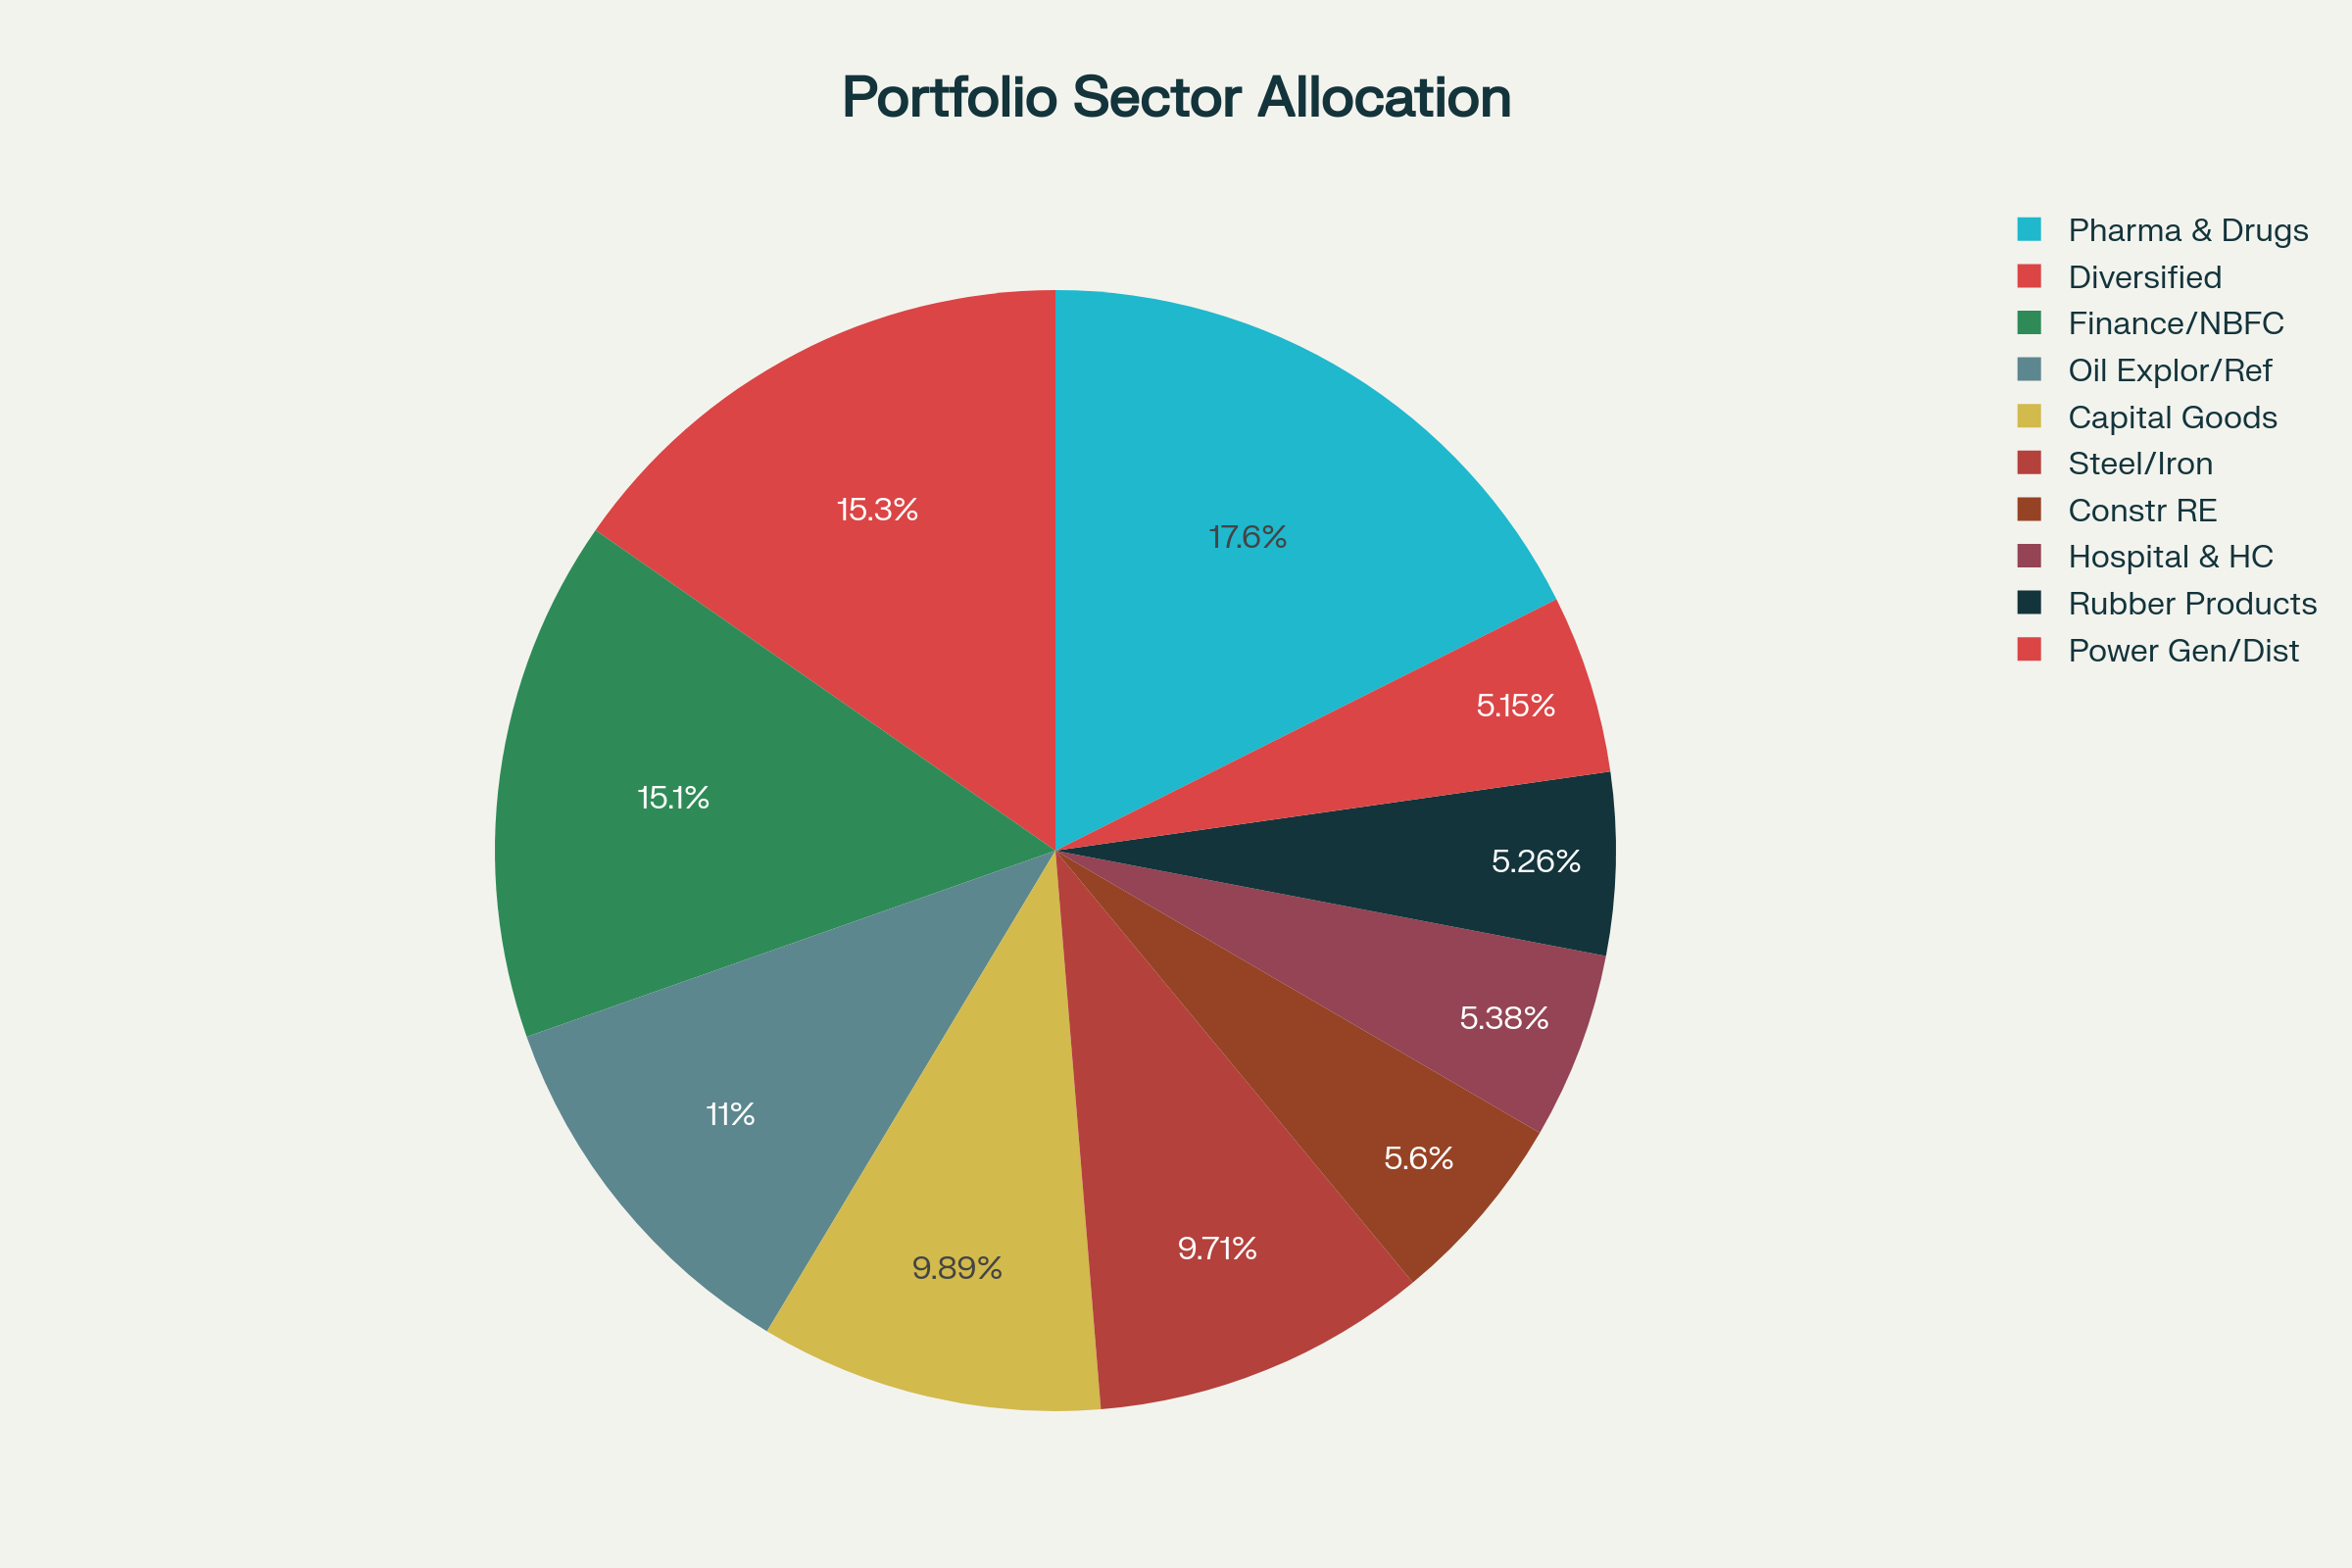 Portfolio Sector Allocation
Pharma & Drugs
Diversified
Finance/NBFC
Oil Explor/Ref
Capital Goods
Steel/Iron
Constr RE
Hospital & HC
Rubber Products
Power Gen/Dist
15.3%
17.6%
5.15%
15.1%
5.26%
5.38%
11%
5.6%
9.71%
9.89%